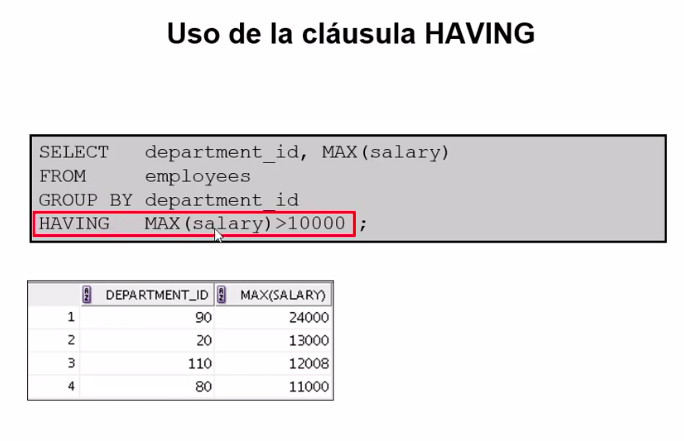 Uso de la cláusula HAVING
SELECT department_id, MAX(salary)
FROM employees
GROUP BY department_id
HAVING MAX(salary)>10000 ;
DEPARTMENT_ID MAX(SALARY)
1 90 24000
2 20 13000
3 110 12008
4 80 11000